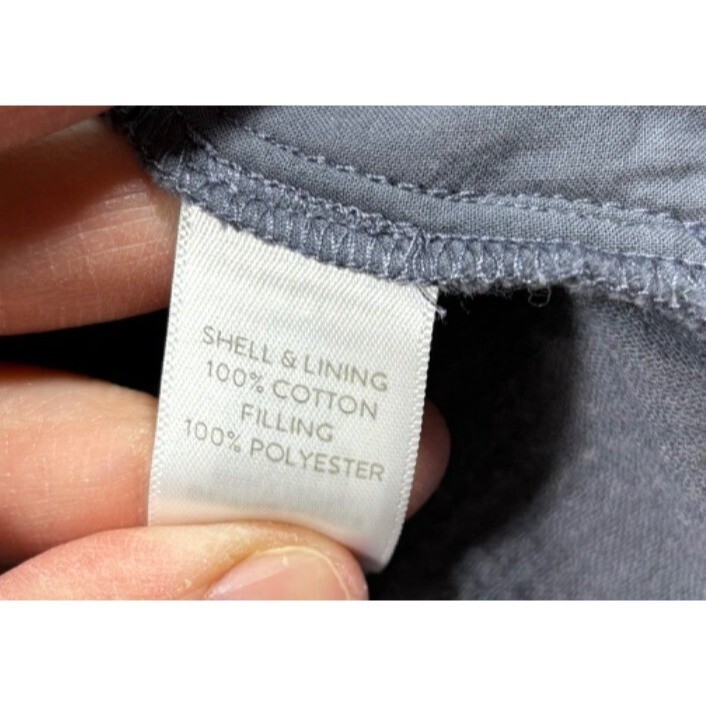 SHELL & LINING
100% COTTON
FILLING
100% POLYESTER